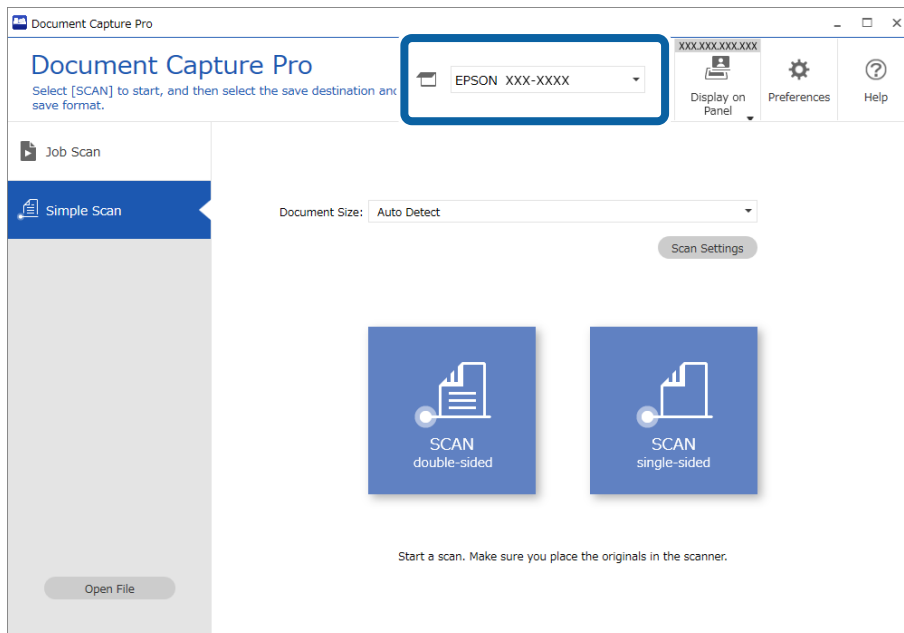 Document Capture Pro
Document Capture Pro
Select [SCAN] to start, and then select the save destination and
save format.
EPSON XXX-XXXX
XXX.XXX.XXX.XXX
Display on
Panel
Preferences
Help
Job Scan
Simple Scan
Document Size: Auto Detect
Scan Settings
SCAN
double-sided
SCAN
single-sided
Start a scan. Make sure you place the originals in the scanner.
Open File